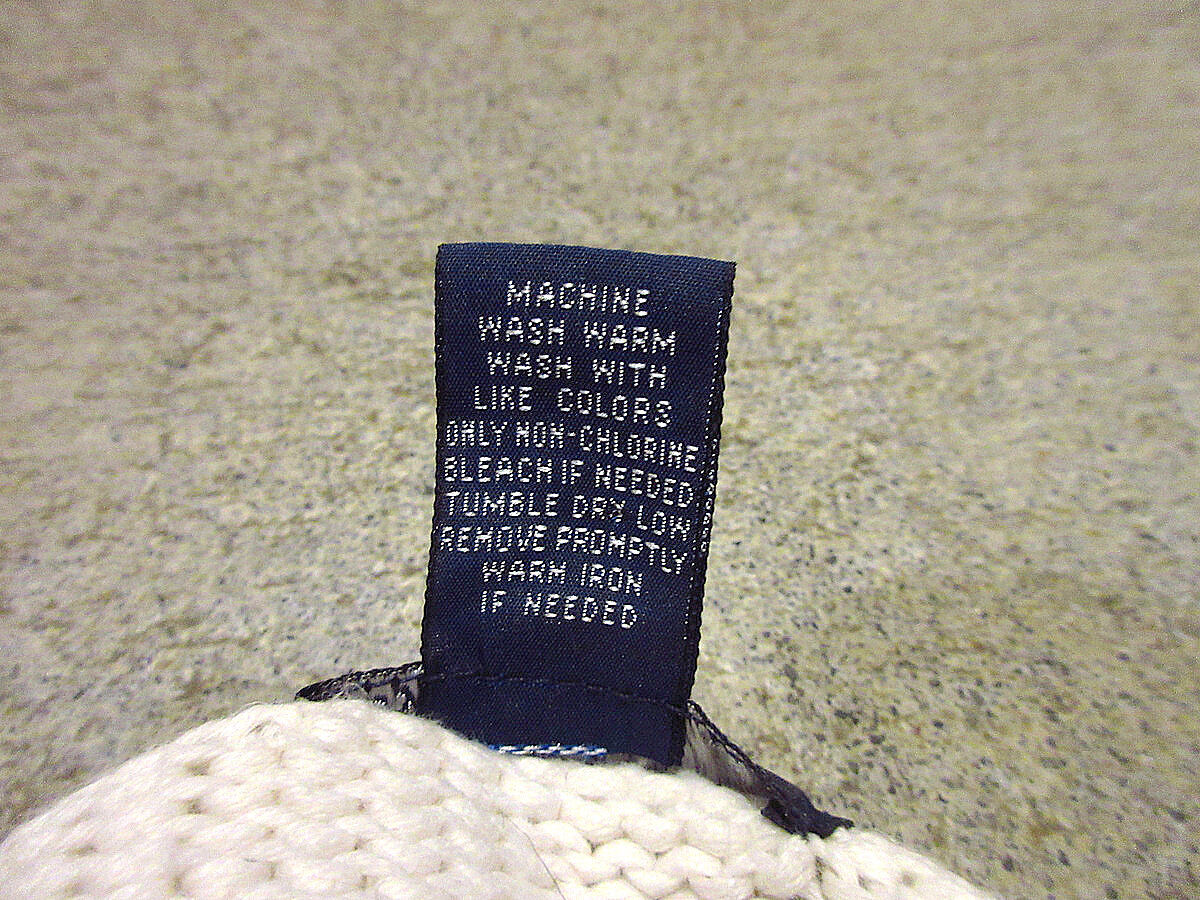 MACHINE
WASH WARM
WASH WITH
LIKE COLORS
ONLY NON-CHLORINE
BLEACH IF NEEDED
TUMBLE DRY LOW
REMOVE PROMPTLY
WARM IRON
IF NEEDED